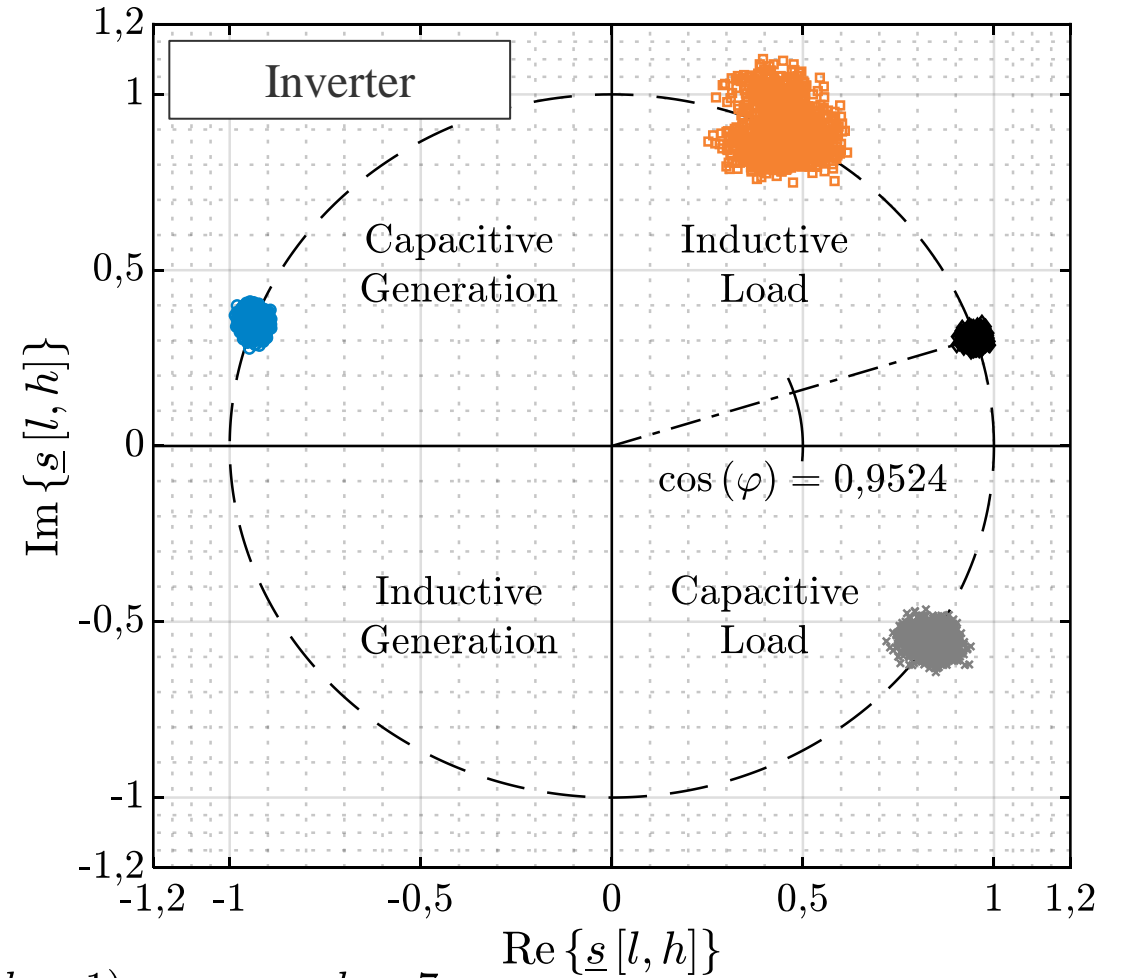 Inverter
1,2
1
0,5
0
-0,5
-1
-1,2
Im {s [l, h]}
Capacitive
Generation
Inductive
Load
cos (φ) = 0,9524
Inductive
Generation
Capacitive
Load
-1,2 -1 -0,5 0 0,5 1 1,2
Re {s [l, h]}